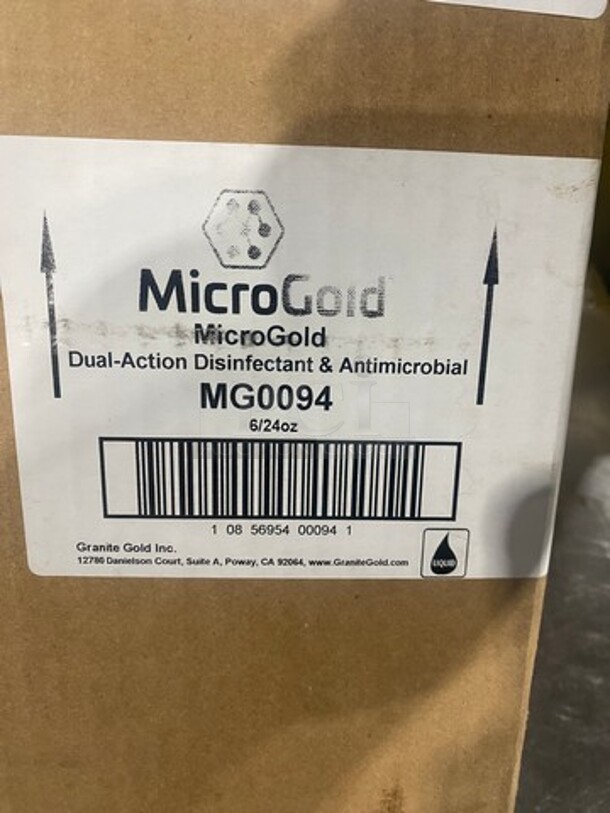 MicroGold
MicroGold
Dual-Action Disinfectant & Antimicrobial
MG0094
6/24oz
1 08 56954 00094 1
Granite Gold Inc.
12780 Danielson Court, Suite A, Poway, CA 92064, www.GraniteGold.com
LIQUID